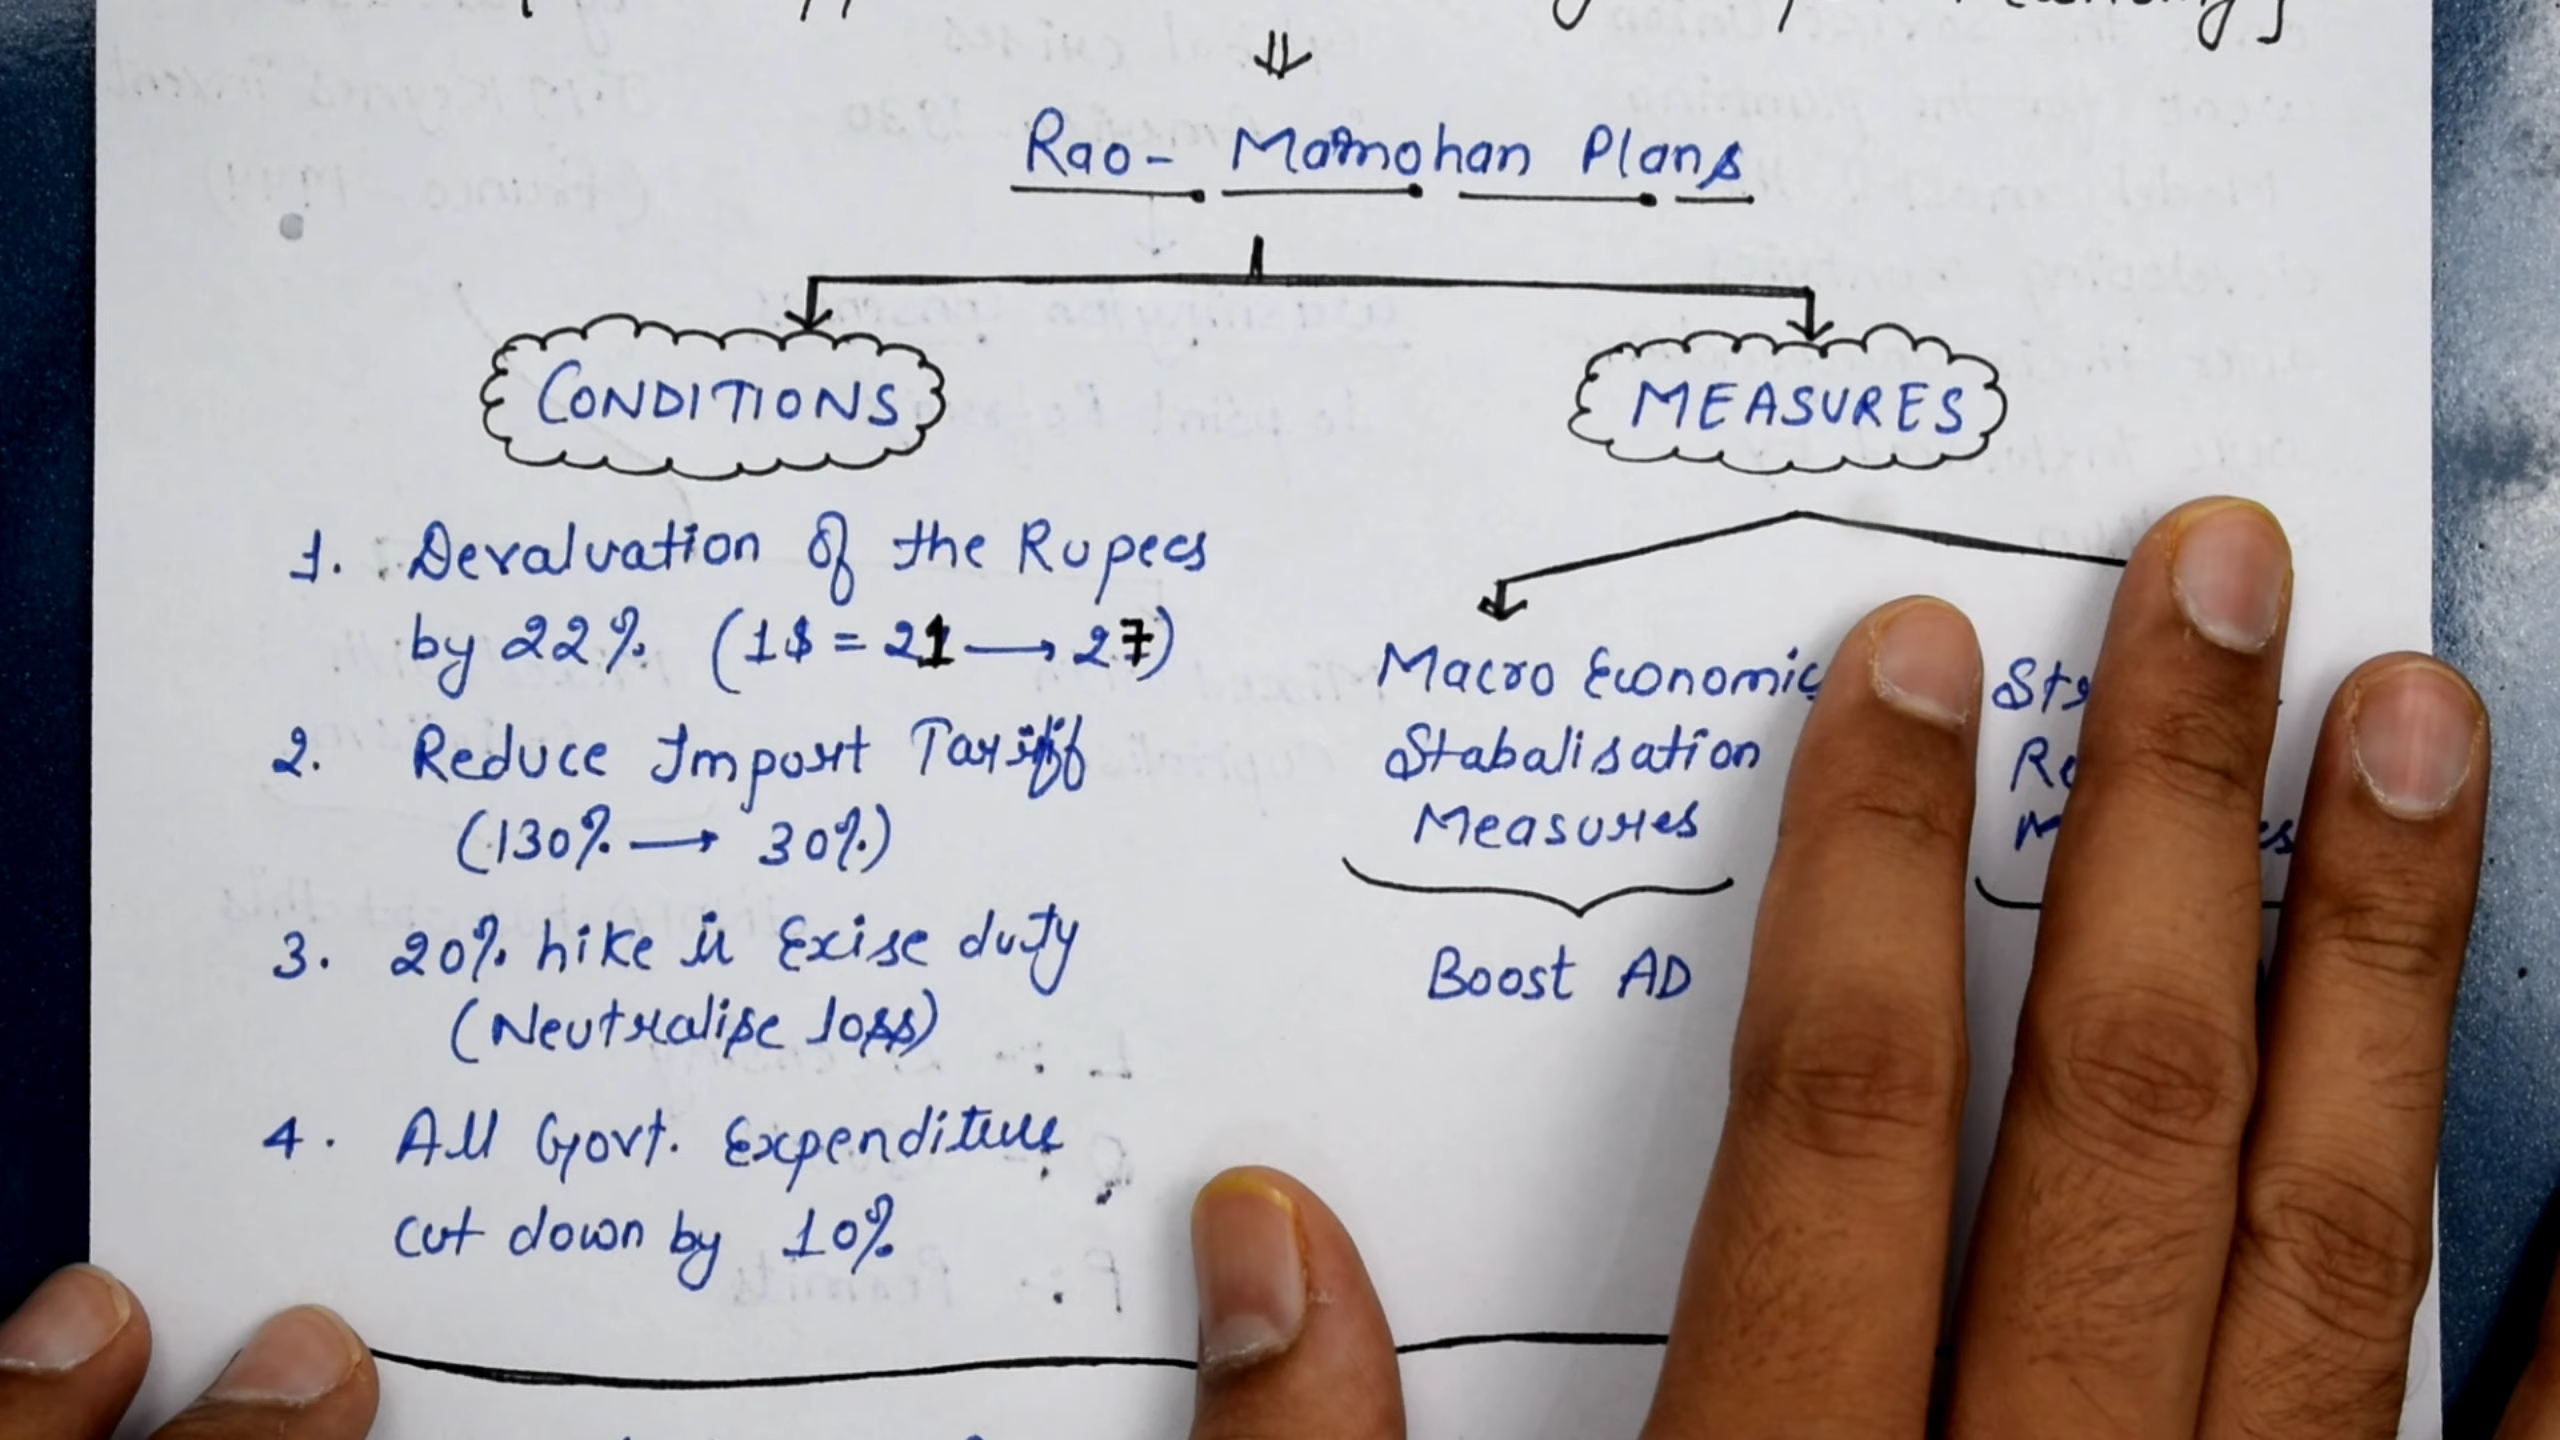 Rao- Manmohan Plans
CONDITIONS
MEASURES
1. Devaluation of the Rupees
by 22%. (1$ = 21 → 27)
2. Reduce Import Tariff
(130% → 30%)
3. 20% hike in Exise duty
(Neutralise loss)
4. All Govt. Expenditure
cut down by 10%
Macro Economic
Stabalisation
Measures
Boost AD